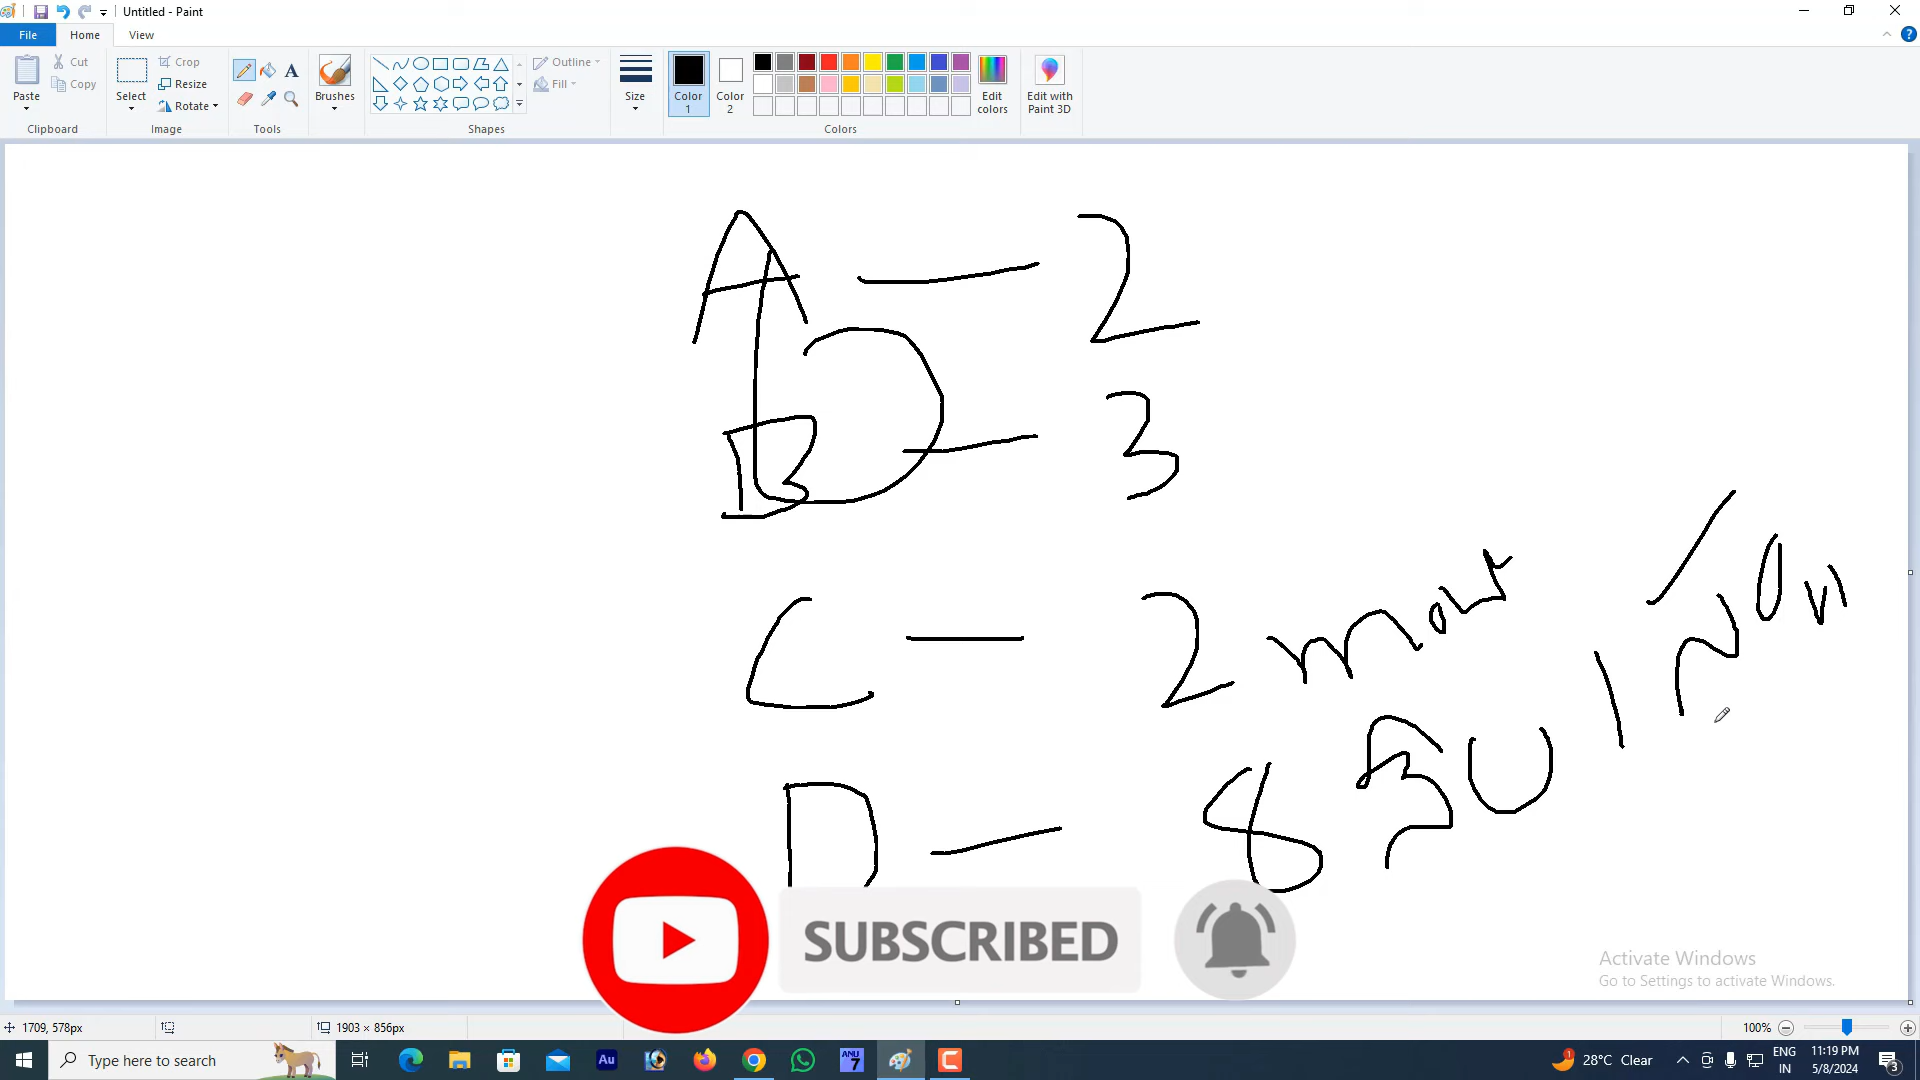 Untitled - Paint
File Home View
Cut
Copy
Paste
Clipboard
Select
Crop
Resize
Rotate
Image
Tools
Brushes
Shapes
Outline
Fill
Size
Color 1
Color 2
Colors
Edit colors
Edit with Paint 3D
A — 2
B — 3
C — 2
D — 8
SUBSCRIBED
Activate Windows
Go to Settings to activate Windows.
1709, 578px
1903 × 856px
100%
Type here to search
Au
ANU 7
1
28°C Clear
ENG
IN
11:19 PM
5/8/2024
3